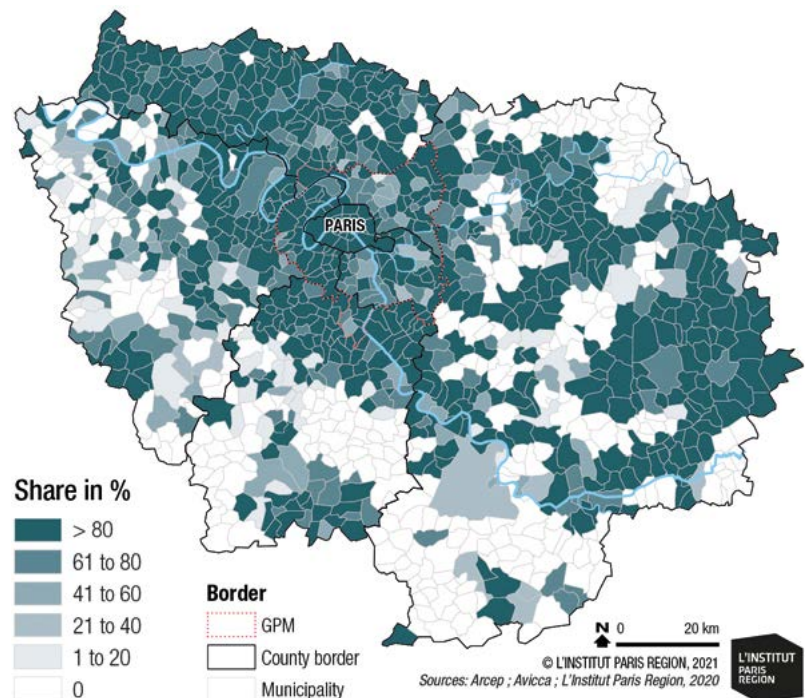 PARIS
Share in %
> 80
61 to 80
41 to 60
21 to 40
1 to 20
0
Border
GPM
County border
Municipality
N 0 20 km
© L'INSTITUT PARIS REGION, 2021
Sources: Arcep ; Avicca ; L'Institut Paris Region, 2020
L'INSTITUT
PARIS
REGION